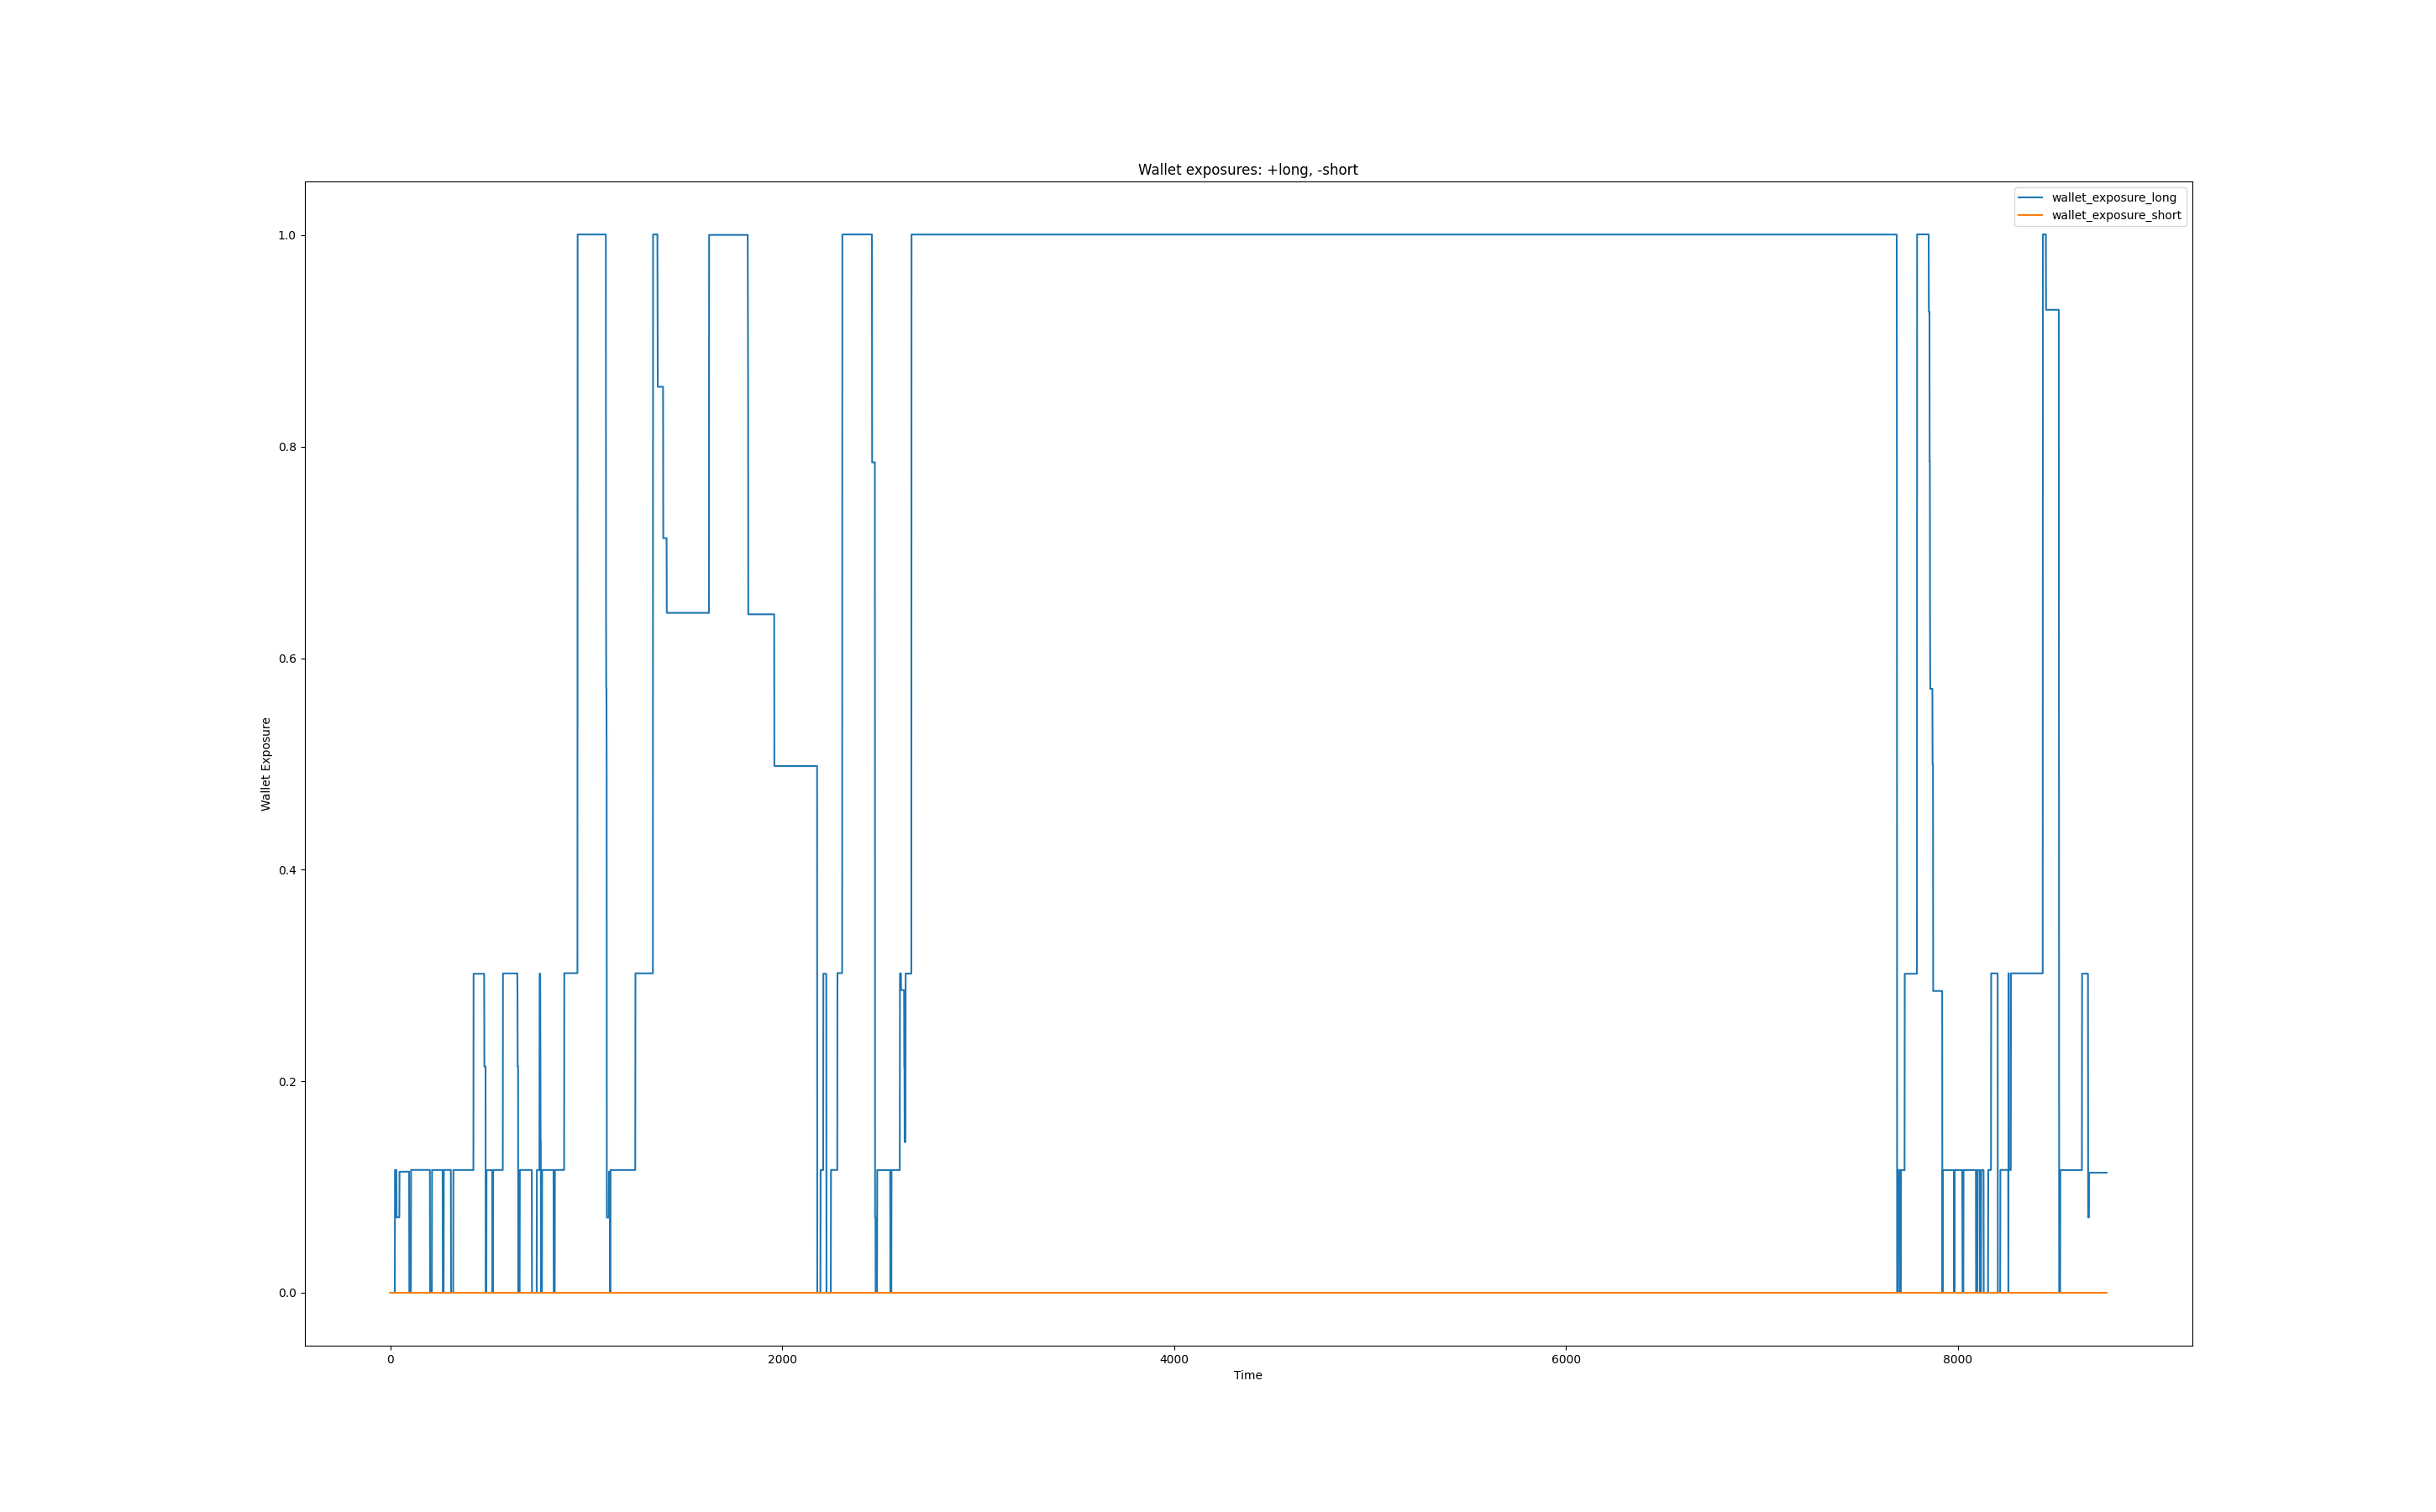 Wallet exposures: +long, -short
wallet_exposure_long
wallet_exposure_short
1.0
0.8
0.6
0.4
0.2
0.0
Wallet Exposure
0 2000 4000 6000 8000
Time